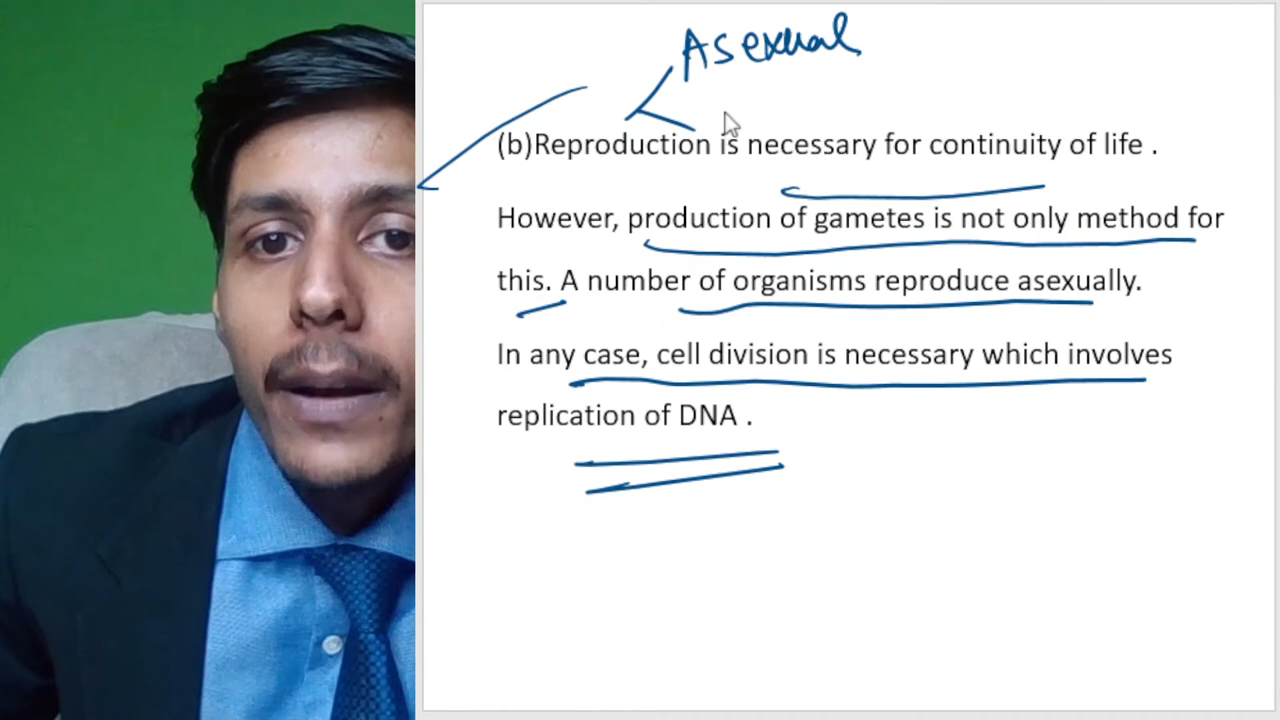 Asexual
(b)Reproduction is necessary for continuity of life .
However, production of gametes is not only method for
this. A number of organisms reproduce asexually.
In any case, cell division is necessary which involves
replication of DNA .